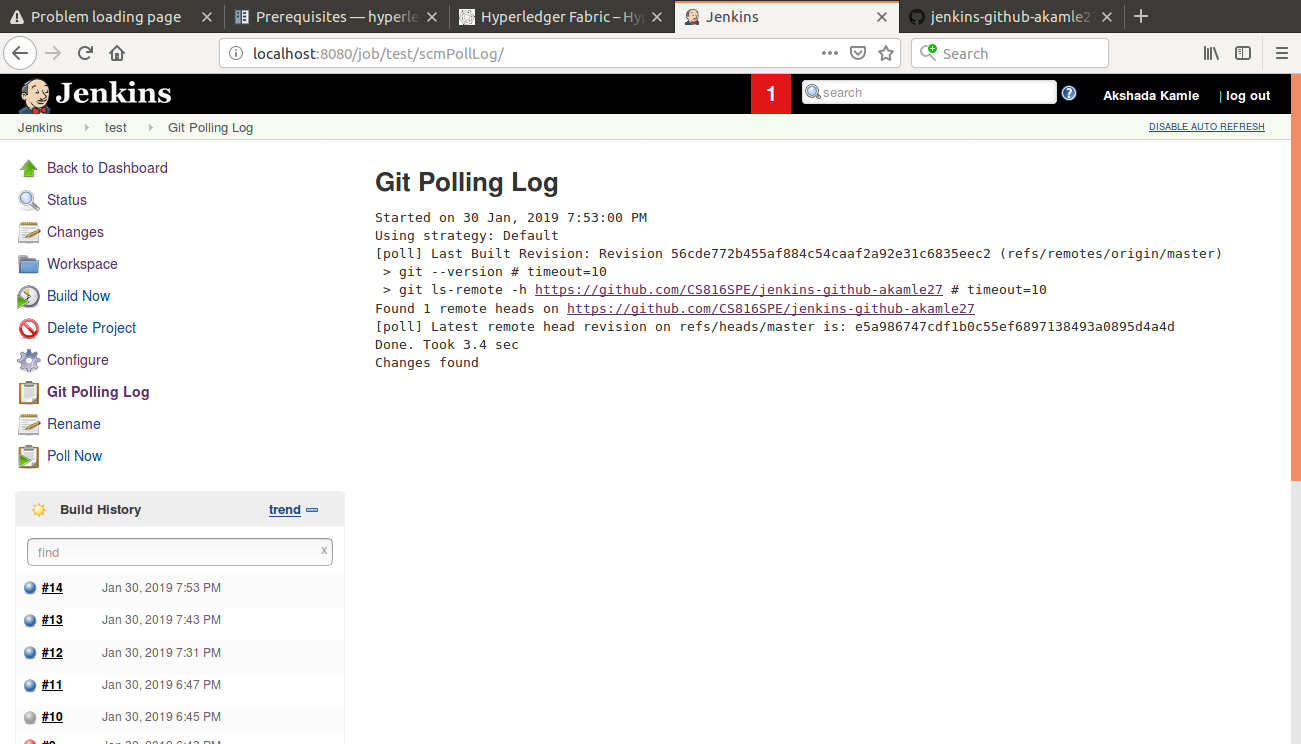 Problem loading page
Prerequisites — hyperle
Hyperledger Fabric – Hy
Jenkins
jenkins-github-akamle2
localhost:8080/job/test/scmPollLog/
Search
Jenkins
1
search
Akshada Kamle
| log out
Jenkins
test
Git Polling Log
DISABLE AUTO REFRESH
Back to Dashboard
Status
Changes
Workspace
Build Now
Delete Project
Configure
Git Polling Log
Rename
Poll Now
Git Polling Log
Started on 30 Jan, 2019 7:53:00 PM
Using strategy: Default
[poll] Last Built Revision: Revision 56cde772b455af884c54caaf2a92e31c6835eec2 (refs/remotes/origin/master)
> git --version # timeout=10
> git ls-remote -h https://github.com/CS816SPE/jenkins-github-akamle27 # timeout=10
Found 1 remote heads on https://github.com/CS816SPE/jenkins-github-akamle27
[poll] Latest remote head revision on refs/heads/master is: e5a986747cdf1b0c55ef6897138493a0895d4a4d
Done. Took 3.4 sec
Changes found
Build History
trend
find
x
#14 Jan 30, 2019 7:53 PM
#13 Jan 30, 2019 7:43 PM
#12 Jan 30, 2019 7:31 PM
#11 Jan 30, 2019 6:47 PM
#10 Jan 30, 2019 6:45 PM